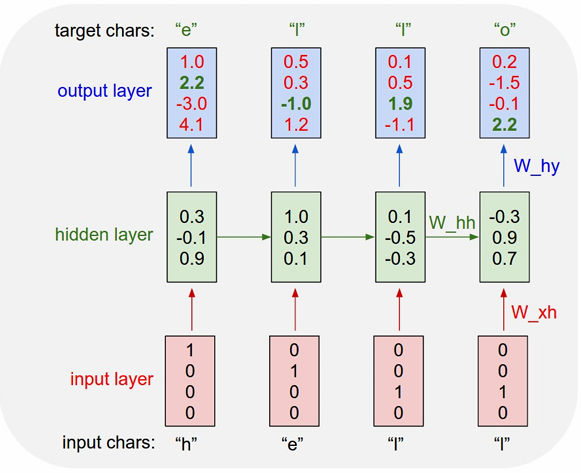 target chars: “e” “l” “l” “o”
output layer
1.0 0.5 0.1 0.2
2.2 0.3 0.5 -1.5
-3.0 -1.0 1.9 -0.1
4.1 1.2 -1.1 2.2
W_hy
hidden layer
0.3 1.0 0.1 -0.3
-0.1 0.3 -0.5 0.9
0.9 0.1 -0.3 0.7
W_hh
W_xh
input layer
1 0 0 0
0 1 0 0
0 0 1 1
0 0 0 0
input chars: “h” “e” “l” “l”